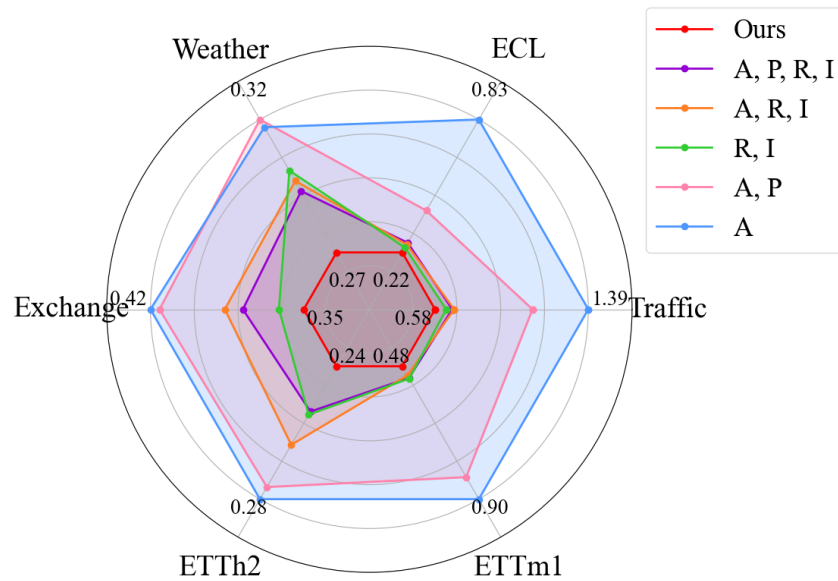 Weather
ECL
0.32
0.83
0.27
0.22
Exchange
0.42
0.35
0.58
1.39
Traffic
0.24
0.48
0.28
0.90
ETTh2
ETTm1
Ours
A, P, R, I
A, R, I
R, I
A, P
A